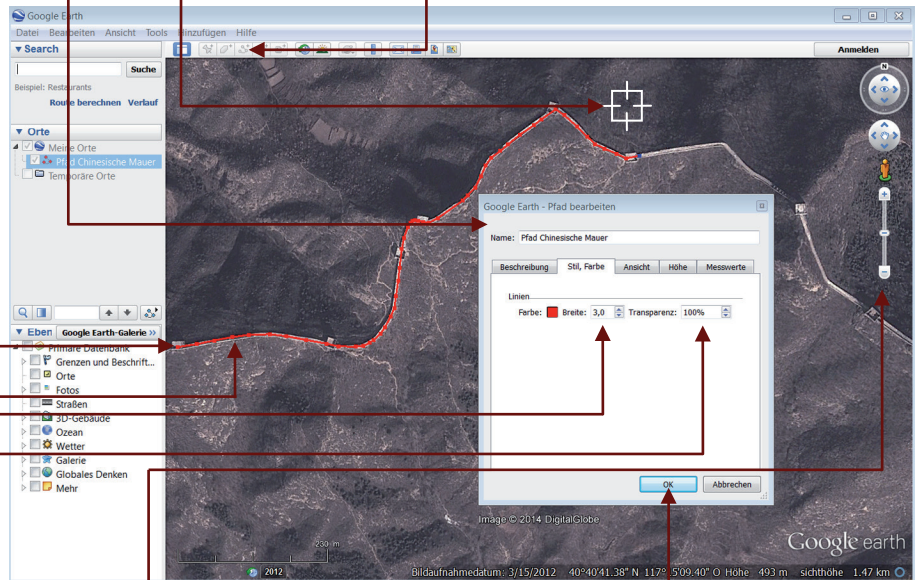 Google Earth
Datei Bearbeiten Ansicht Tools Hinzufügen Hilfe
Search
Suche
Beispiel: Restaurants
Route berechnen Verlauf
Orte
Meine Orte
Pfad Chinesische Mauer
Temporäre Orte
Eben
Google Earth-Galerie »
Primäre Datenbank
Grenzen und Beschrift...
Orte
Fotos
Straßen
3D-Gebäude
Ozean
Wetter
Galerie
Globales Denken
Mehr
Anmelden
N
Google Earth - Pfad bearbeiten
Name: Pfad Chinesische Mauer
Beschreibung Stil, Farbe Ansicht Höhe Messwerte
Linien
Farbe: Breite: 3,0 Transparenz: 100%
OK Abbrechen
Image © 2014 DigitalGlobe
Google earth
230 m
2012
Bildaufnahmedatum: 3/15/2012 40°40'41.38" N 117° 5'09.40" O Höhe 493 m sichthöhe 1.47 km